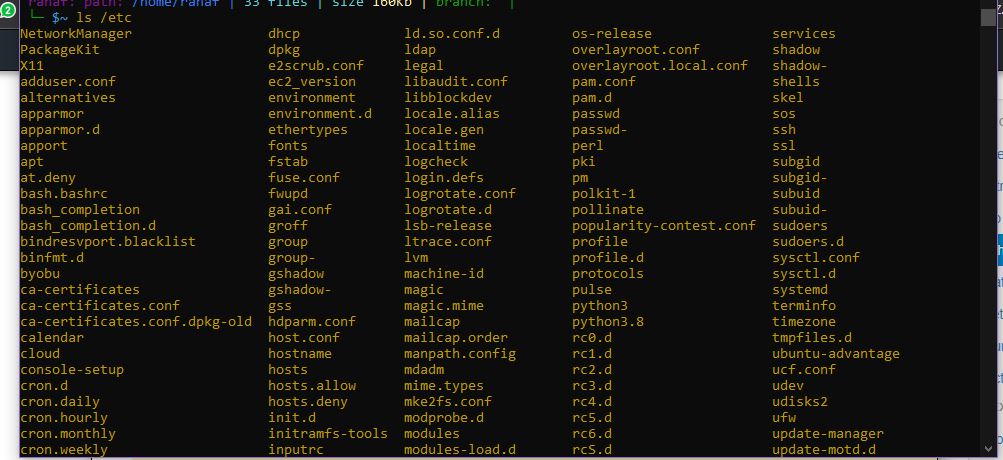 ranaf: path: /home/ranaf | 33 files | size 160kb | branch: |
└─ $~ ls /etc
NetworkManager dhcp ld.so.conf.d os-release services
PackageKit dpkg ldap overlayroot.conf shadow
X11 e2scrub.conf legal overlayroot.local.conf shadow-
adduser.conf ec2_version libaudit.conf pam.conf shells
alternatives environment libblockdev pam.d skel
apparmor environment.d locale.alias passwd sos
apparmor.d ethertypes locale.gen passwd- ssh
apport fonts localtime perl ssl
apt fstab logcheck pki subgid
at.deny fuse.conf login.defs pm subgid-
bash.bashrc fwupd logrotate.conf polkit-1 subuid
bash_completion gai.conf logrotate.d pollinate subuid-
bash_completion.d groff lsb-release popularity-contest.conf sudoers
bindresvport.blacklist group ltrace.conf profile sudoers.d
binfmt.d group- lvm profile.d sysctl.conf
byobu gshadow machine-id protocols sysctl.d
ca-certificates gshadow- magic pulse systemd
ca-certificates.conf gss magic.mime python3 terminfo
ca-certificates.conf.dpkg-old hdparm.conf mailcap python3.8 timezone
calendar host.conf mailcap.order rc0.d tmpfiles.d
cloud hostname manpath.config rc1.d ubuntu-advantage
console-setup hosts mdadm rc2.d ucf.conf
cron.d hosts.allow mime.types rc3.d udev
cron.daily hosts.deny mke2fs.conf rc4.d udisks2
cron.hourly init.d modprobe.d rc5.d ufw
cron.monthly initramfs-tools modules rc6.d update-manager
cron.weekly inputrc modules-load.d rcS.d update-motd.d
2